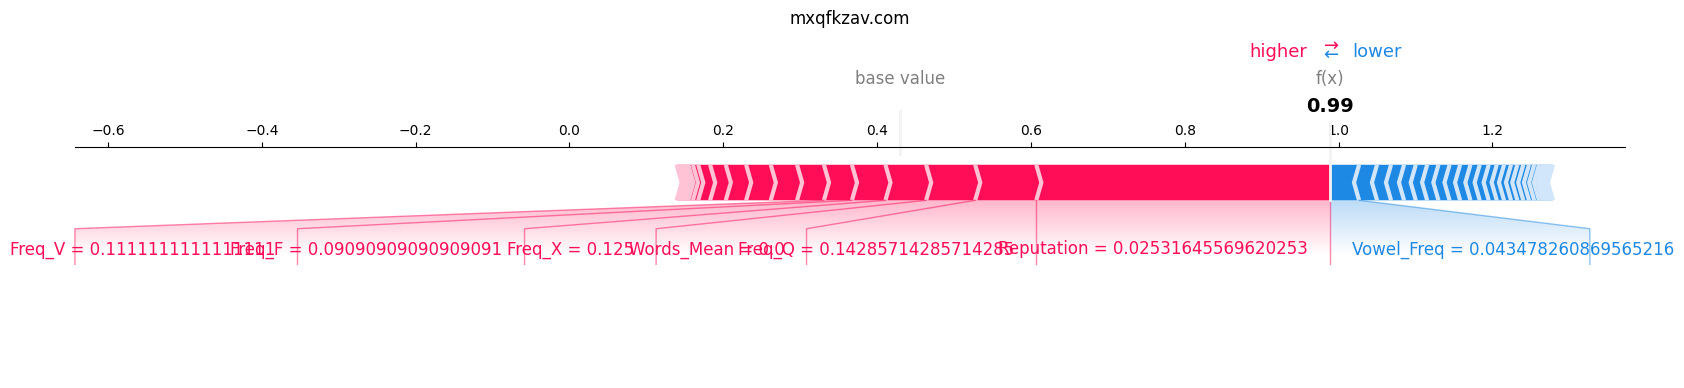 mxqfkzav.com
higher → ← lower
base value f(x)
0.99
−0.6 −0.4 −0.2 0.0 0.2 0.4 0.6 0.8 1.0 1.2
Freq_V = 0.1111111111111111 Freq_F = 0.09090909090909091 Freq_X = 0.125 Words_Mean = 0.0 Freq_Q = 0.14285714285714285 Reputation = 0.02531645569620253 Vowel_Freq = 0.043478260869565216